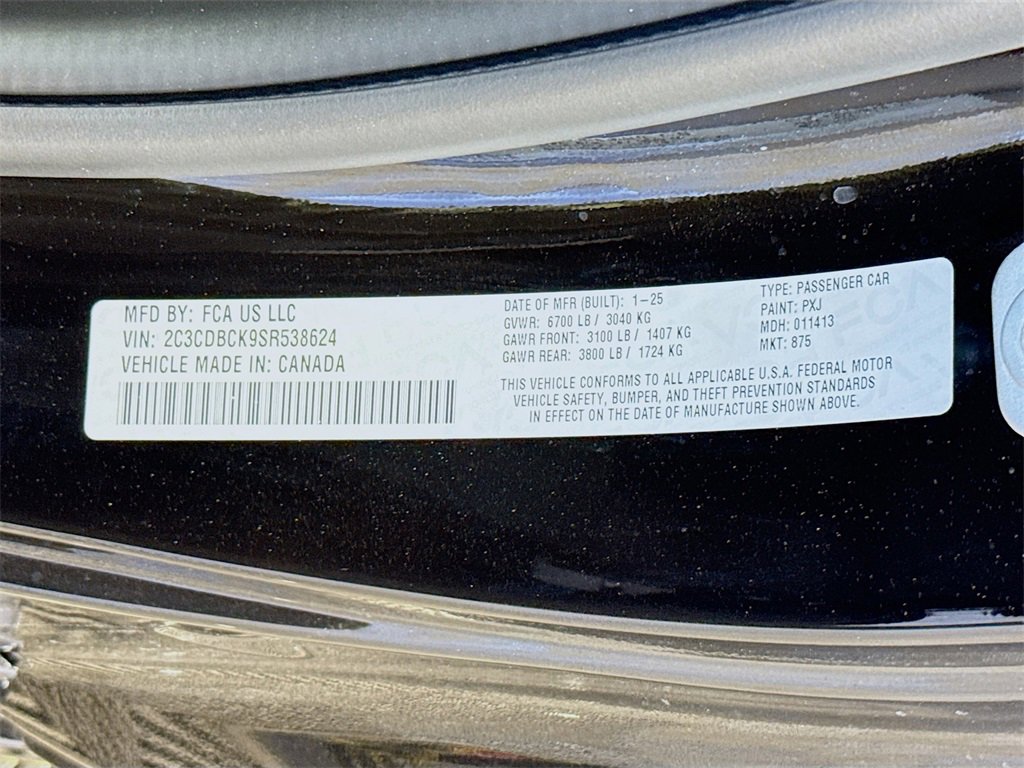 MFD BY: FCA US LLC
VIN: 2C3CDBCK9SR538624
VEHICLE MADE IN: CANADA
DATE OF MFR (BUILT): 1-25
GVWR: 6700 LB / 3040 KG
GAWR FRONT: 3100 LB / 1407 KG
GAWR REAR: 3800 LB / 1724 KG
TYPE: PASSENGER CAR
PAINT: PXJ
MDH: 011413
MKT: 875
THIS VEHICLE CONFORMS TO ALL APPLICABLE U.S.A. FEDERAL MOTOR
VEHICLE SAFETY, BUMPER, AND THEFT PREVENTION STANDARDS
IN EFFECT ON THE DATE OF MANUFACTURE SHOWN ABOVE.